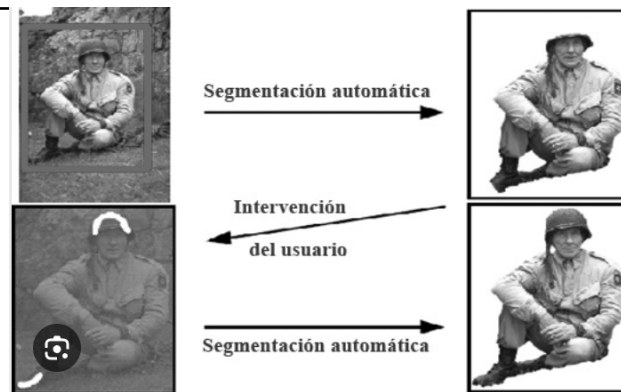 Segmentación automática
Intervención
del usuario
Segmentación automática